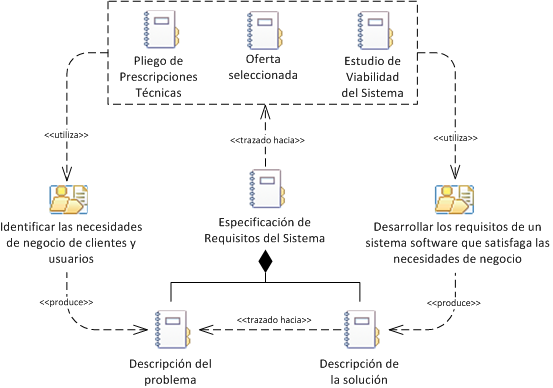 Pliego de
Prescripciones
Técnicas
Oferta
seleccionada
Estudio de
Viabilidad
del Sistema
<<utiliza>>
<<trazado hacia>>
<<utiliza>>
Identificar las necesidades
de negocio de clientes y
usuarios
Especificación de
Requisitos del Sistema
Desarrollar los requisitos de un
sistema software que satisfaga las
necesidades de negocio
<<produce>>
<<trazado hacia>>
<<produce>>
Descripción del
problema
Descripción de
la solución